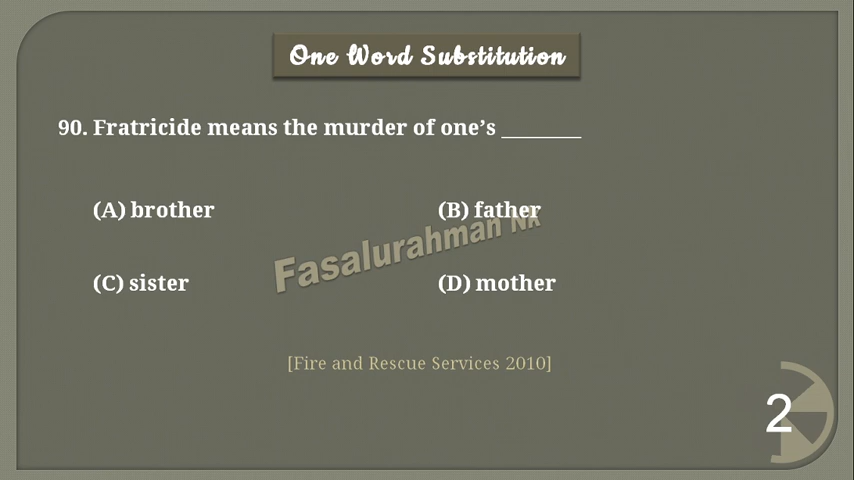 One Word Substitution
90. Fratricide means the murder of one’s ________
(A) brother
(B) father
(C) sister
(D) mother
Fasalurahman NK
[Fire and Rescue Services 2010]
2